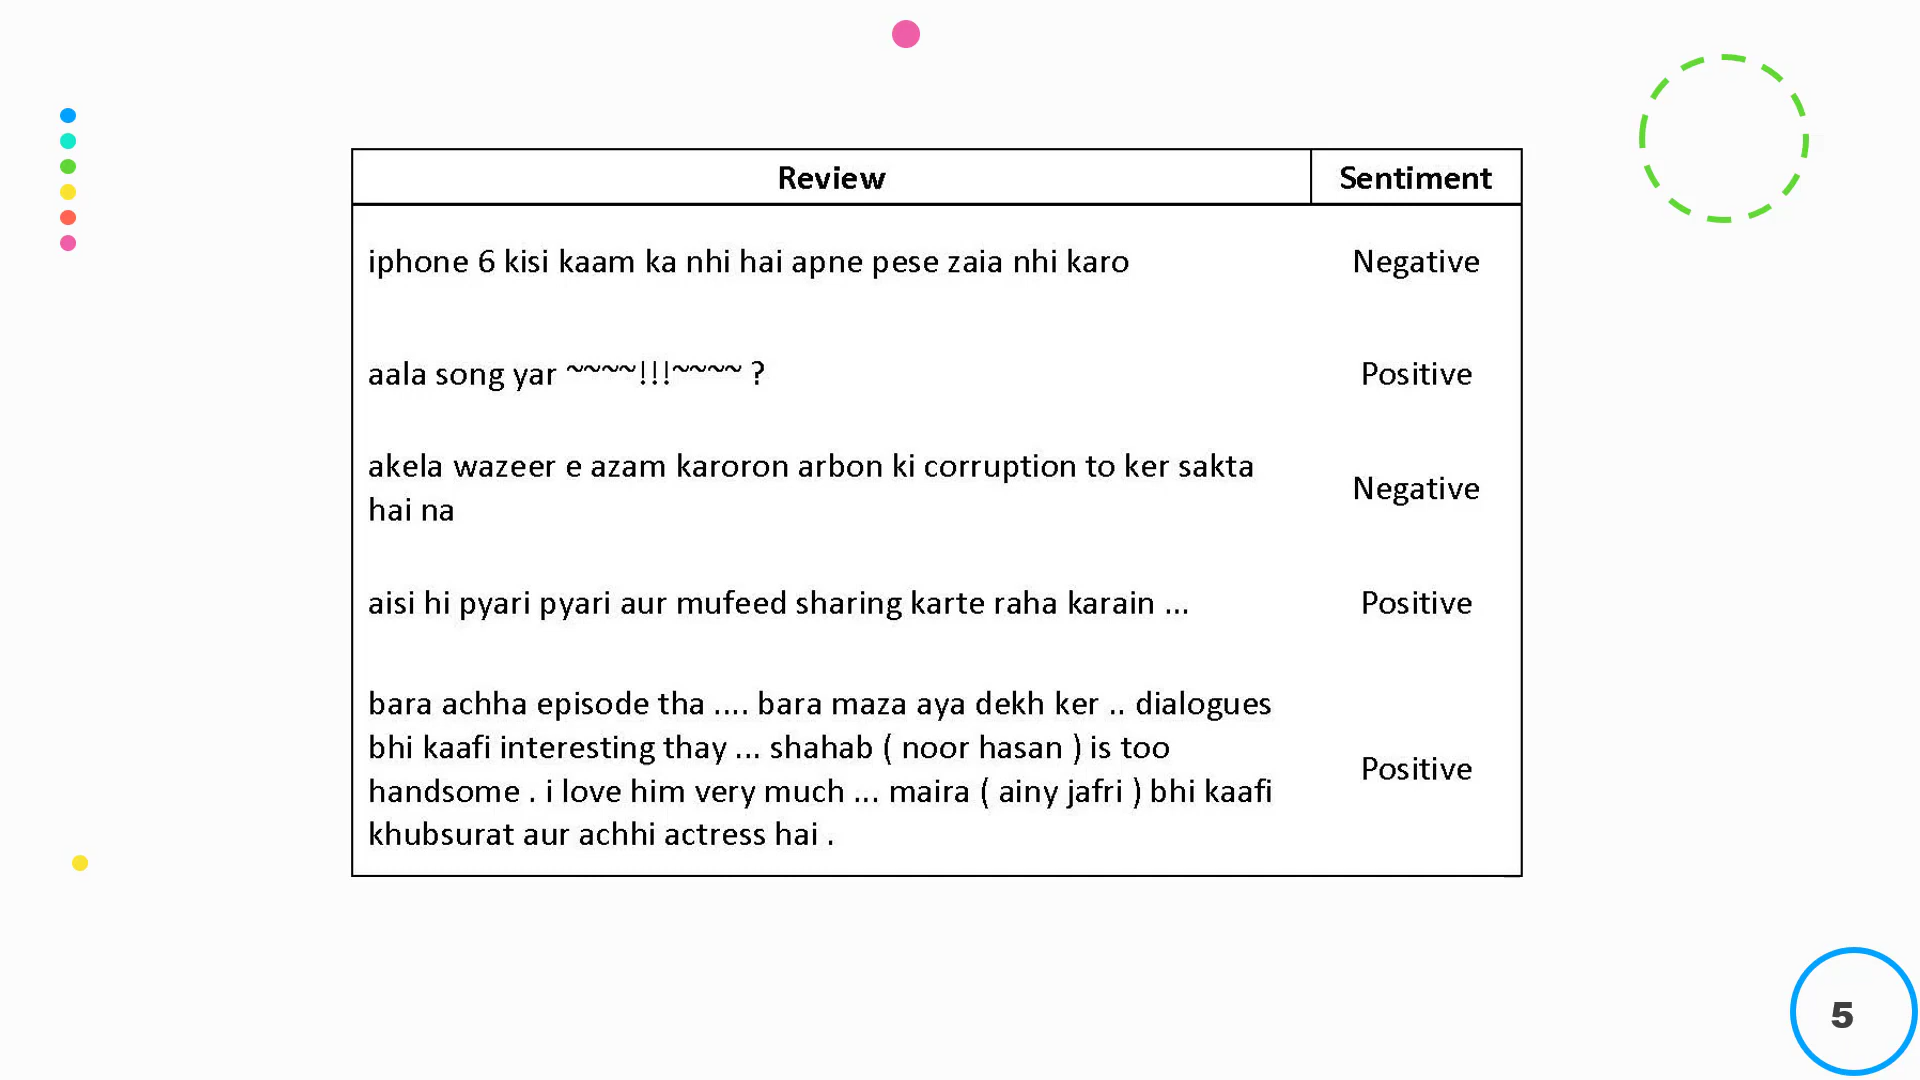 Review Sentiment
iphone 6 kisi kaam ka nhi hai apne pese zaia nhi karo Negative
aala song yar ~~~~!!!~~~~ ? Positive
akela wazeer e azam karoron arbon ki corruption to ker sakta
hai na
Negative
aisi hi pyari pyari aur mufeed sharing karte raha karain ... Positive
bara achha episode tha .... bara maza aya dekh ker .. dialogues
bhi kaafi interesting thay ... shahab ( noor hasan ) is too
handsome . i love him very much ... maira ( ainy jafri ) bhi kaafi
khubsurat aur achhi actress hai .
Positive
5